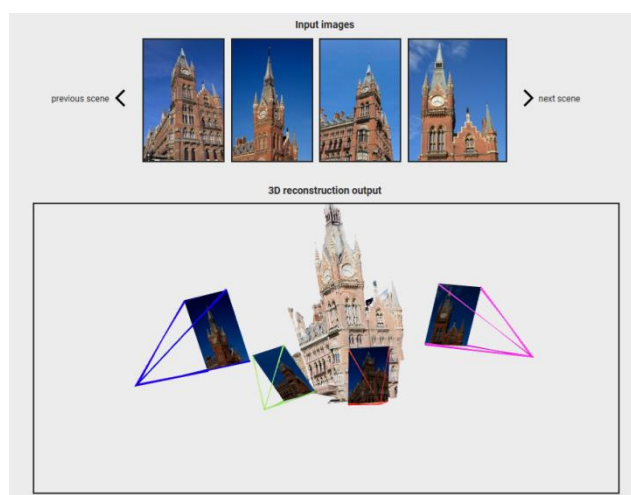 Input images
previous scene
next scene
3D reconstruction output